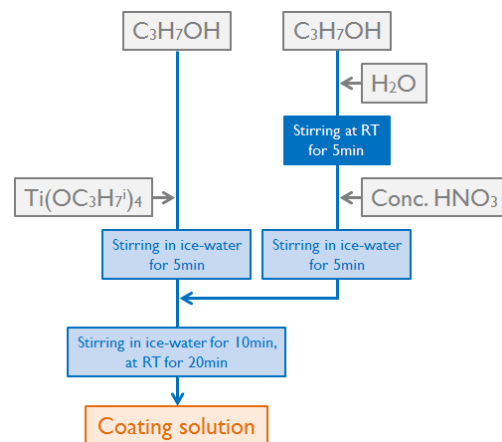 C₃H₇OH
C₃H₇OH
H₂O
Stirring at RT
for 5min
Ti(OC₃H₇ⁱ)₄
Conc. HNO₃
Stirring in ice-water
for 5min
Stirring in ice-water
for 5min
Stirring in ice-water for 10min,
at RT for 20min
Coating solution